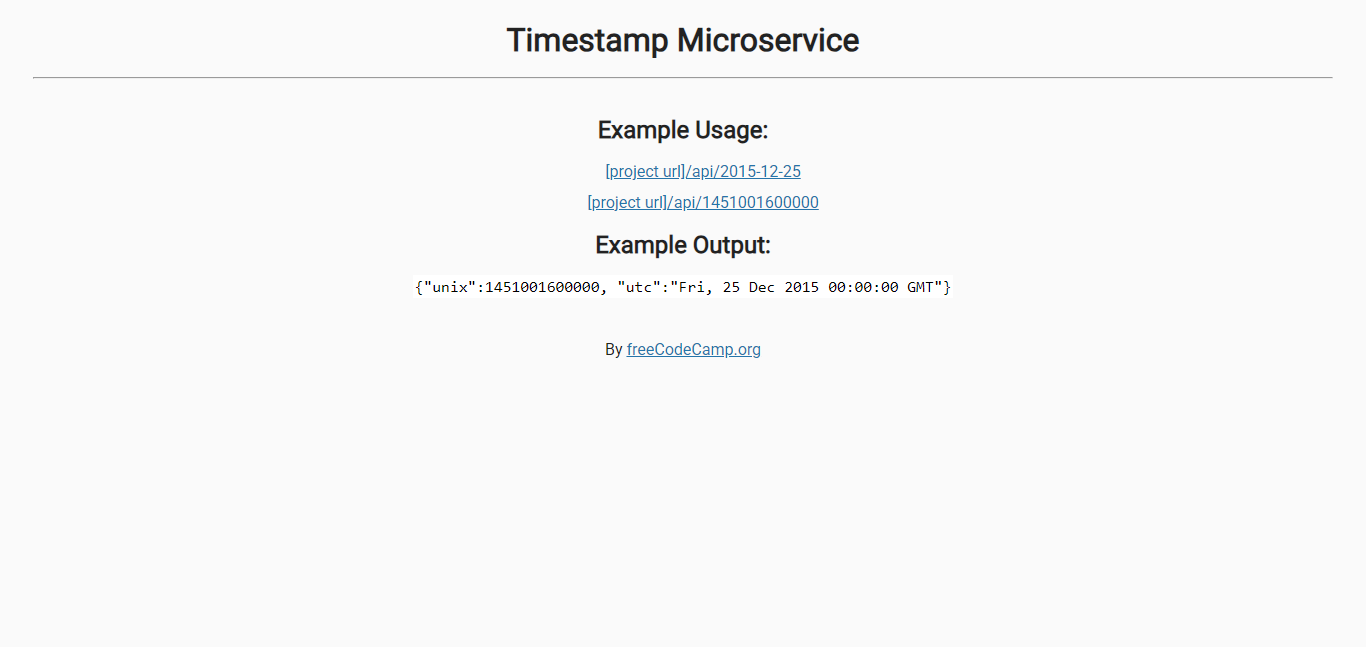 Timestamp Microservice
Example Usage:
[project url]/api/2015-12-25
[project url]/api/1451001600000
Example Output:
{"unix":1451001600000, "utc":"Fri, 25 Dec 2015 00:00:00 GMT"}
By freeCodeCamp.org